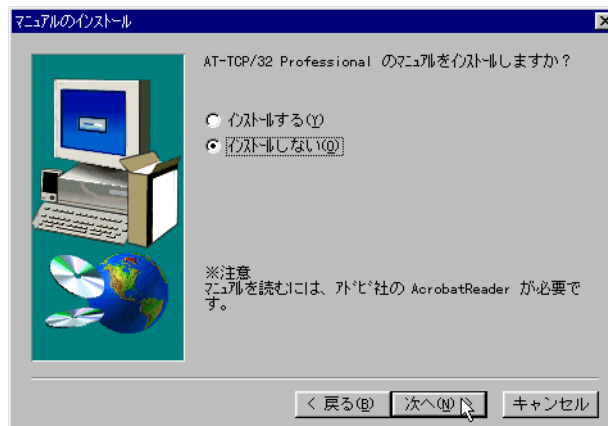 ﾏﾆｭｱﾙのｲﾝｽﾄｰﾙ
AT-TCP/32 Professional のﾏﾆｭｱﾙをｲﾝｽﾄｰﾙしますか？
ｲﾝｽﾄｰﾙする(Y)
ｲﾝｽﾄｰﾙしない(O)
※注意
ﾏﾆｭｱﾙを読むには、ｱﾄﾞﾋﾞ社の AcrobatReader が必要で
す。
< 戻る(B)
次へ(N) >
キャンセル